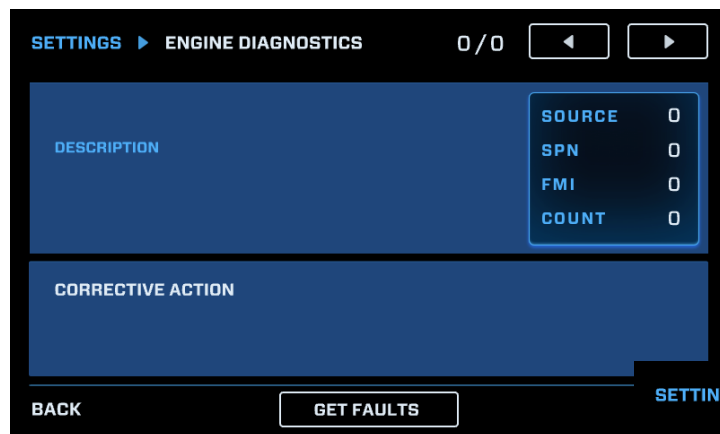 SETTINGS ENGINE DIAGNOSTICS 0/0
DESCRIPTION
SOURCE 0
SPN 0
FMI 0
COUNT 0
CORRECTIVE ACTION
BACK
GET FAULTS
SETTIN